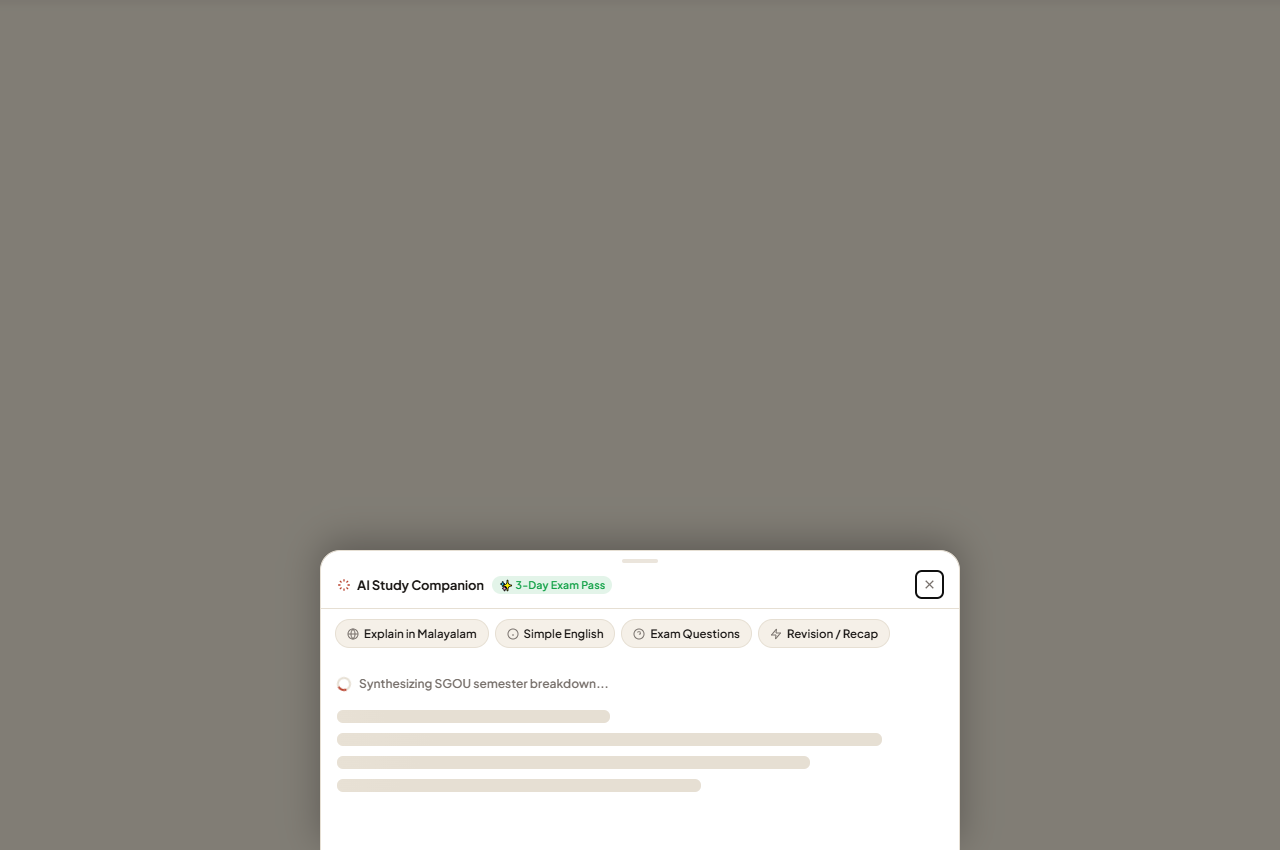 AI Study Companion 3-Day Exam Pass
Explain in Malayalam Simple English Exam Questions Revision / Recap
Synthesizing SGOU semester breakdown...